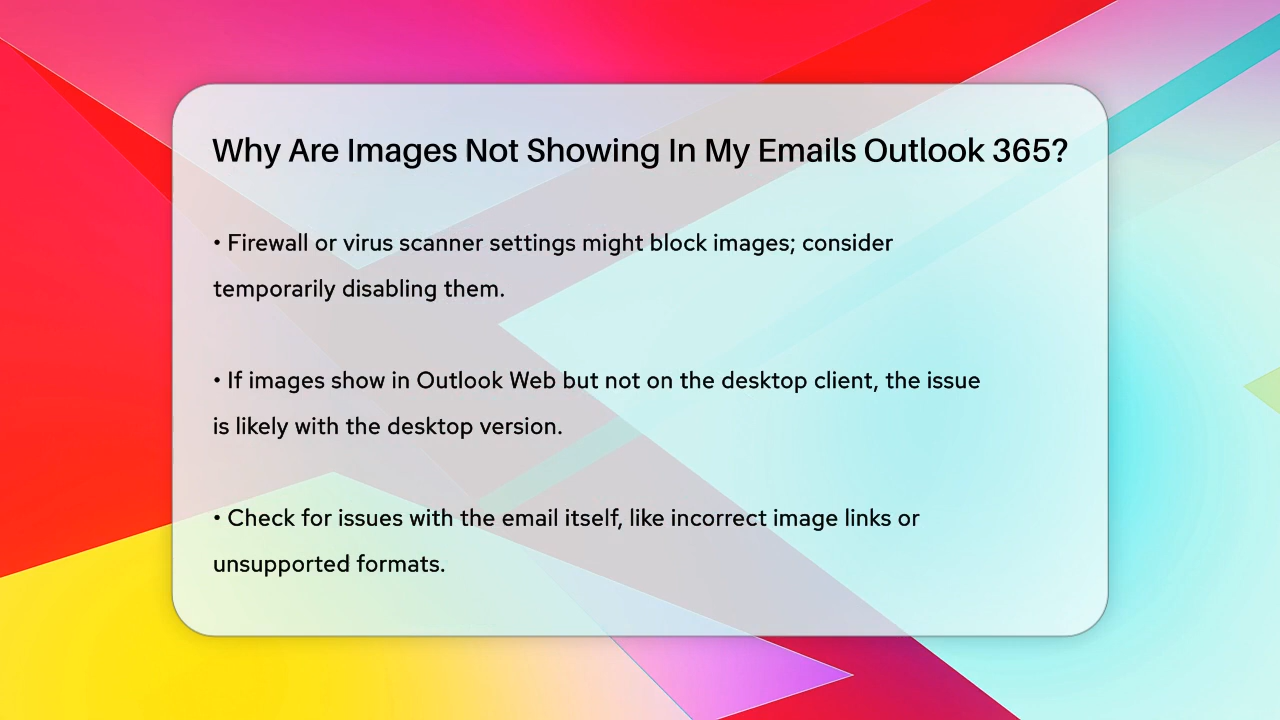 Why Are Images Not Showing In My Emails Outlook 365?
• Firewall or virus scanner settings might block images; consider
temporarily disabling them.
• If images show in Outlook Web but not on the desktop client, the issue
is likely with the desktop version.
• Check for issues with the email itself, like incorrect image links or
unsupported formats.